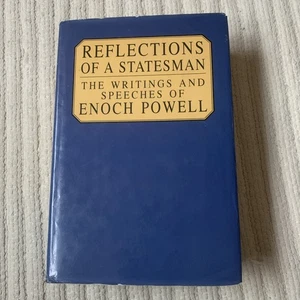 REFLECTIONS
OF A STATESMAN
THE WRITINGS AND
SPEECHES OF
ENOCH POWELL